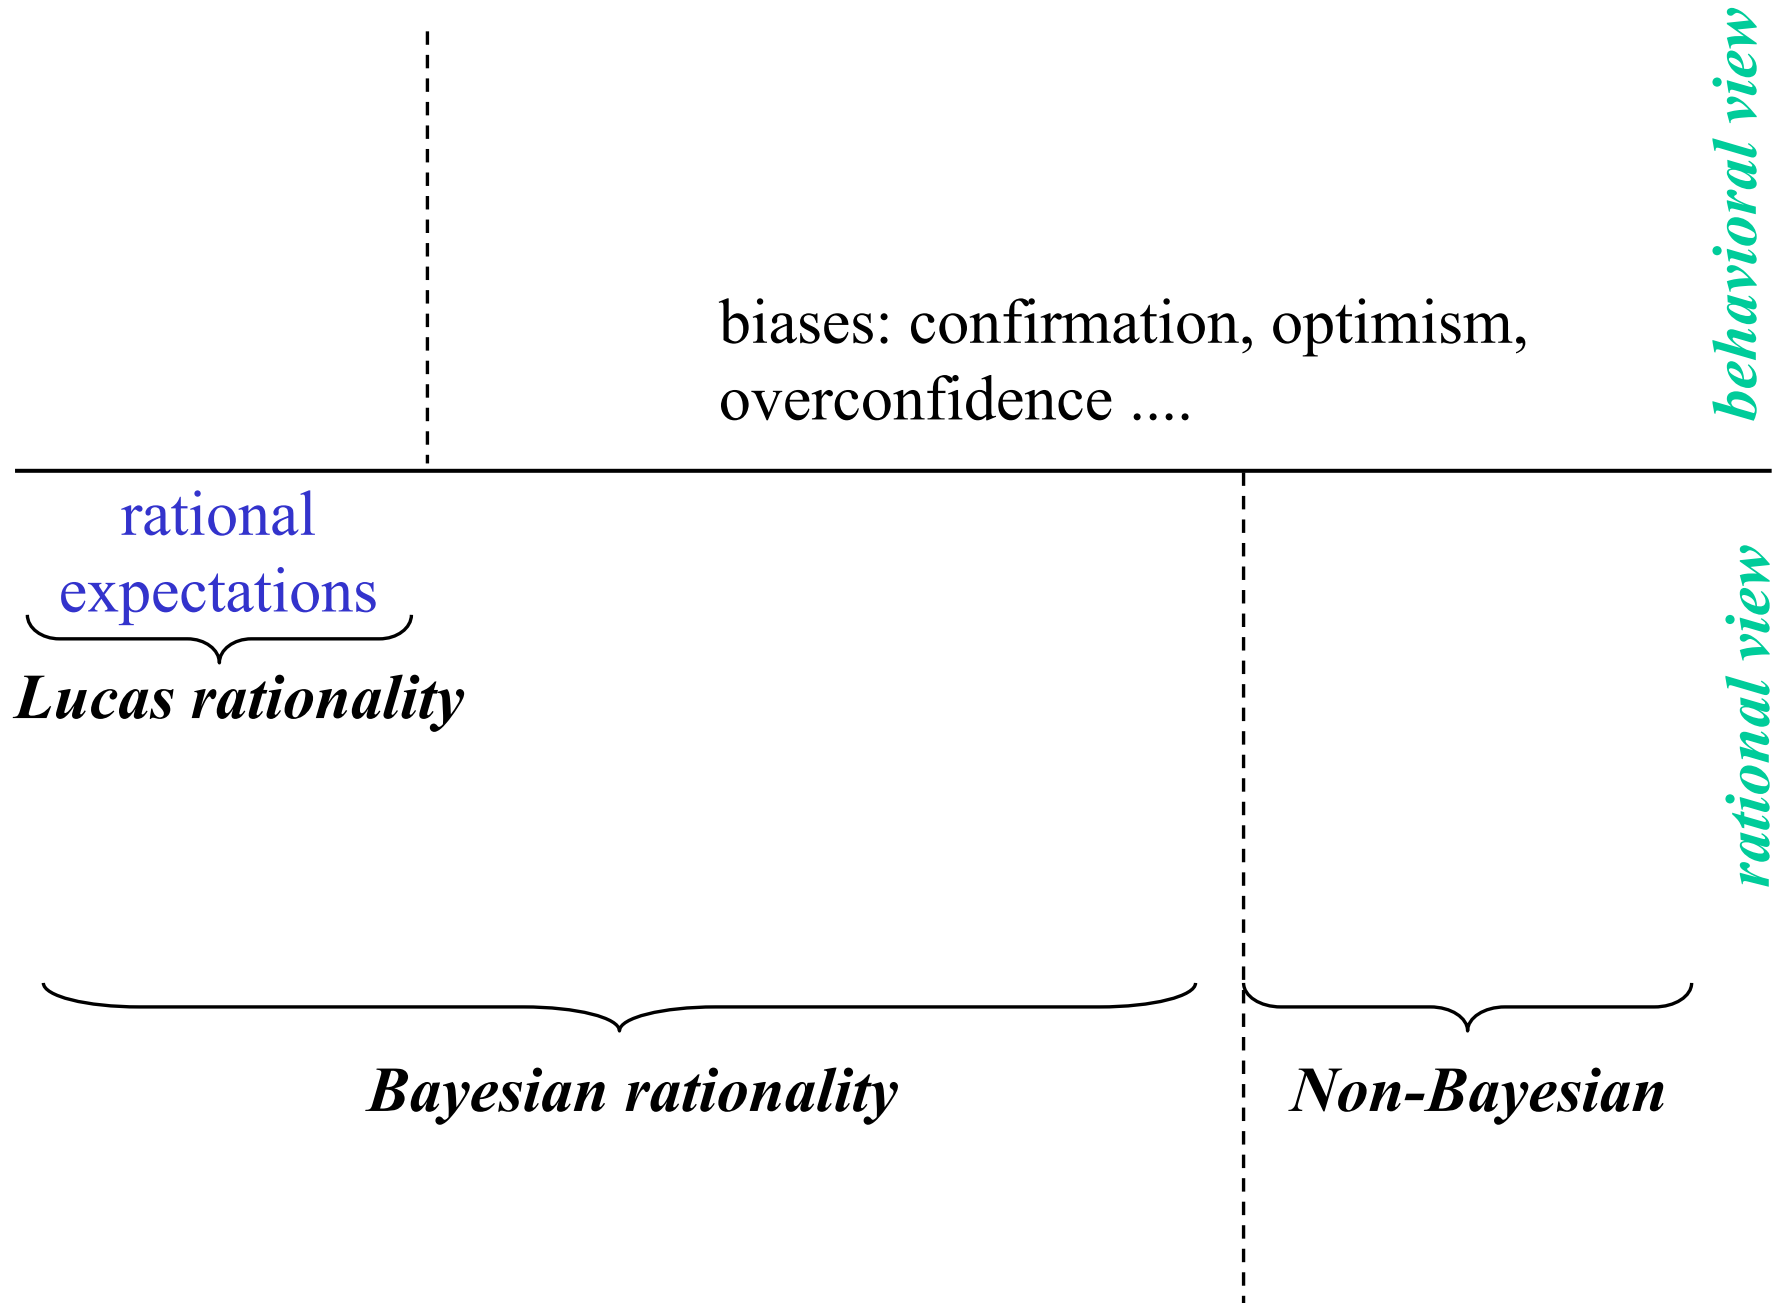 behavioral view
biases: confirmation, optimism,
overconfidence ....
rational
expectations
Lucas rationality
rational view
Bayesian rationality
Non-Bayesian